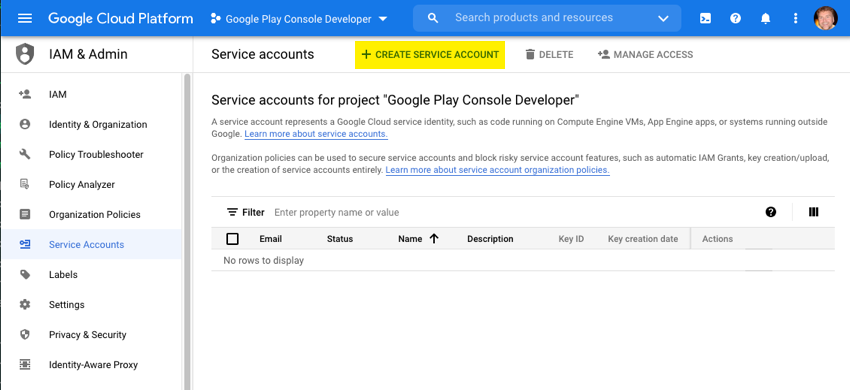 Google Cloud Platform
Google Play Console Developer
Search products and resources
IAM & Admin
Service accounts
+ CREATE SERVICE ACCOUNT
DELETE
MANAGE ACCESS
IAM
Identity & Organization
Policy Troubleshooter
Policy Analyzer
Organization Policies
Service Accounts
Labels
Settings
Privacy & Security
Identity-Aware Proxy
Service accounts for project "Google Play Console Developer"
A service account represents a Google Cloud service identity, such as code running on Compute Engine VMs, App Engine apps, or systems running outside
Google. Learn more about service accounts.
Organization policies can be used to secure service accounts and block risky service account features, such as automatic IAM Grants, key creation/upload,
or the creation of service accounts entirely. Learn more about service account organization policies.
Filter Enter property name or value
Email Status Name Description Key ID Key creation date Actions
No rows to display